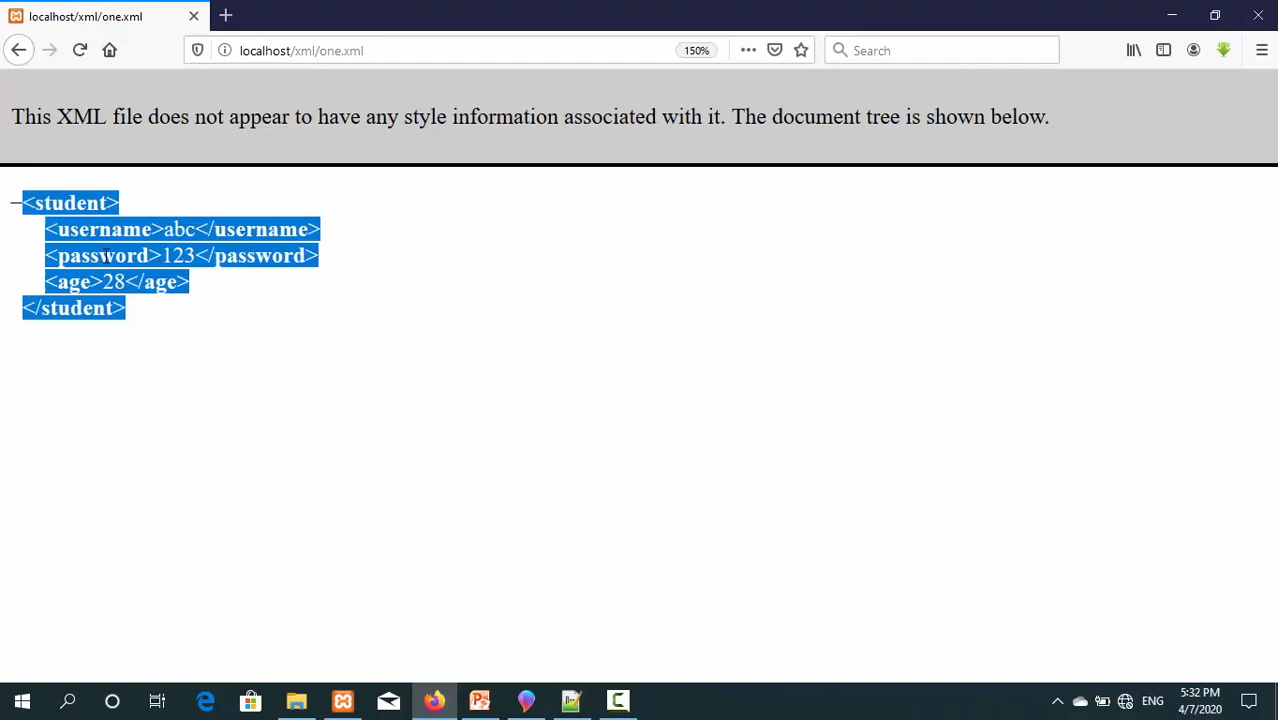 localhost/xml/one.xml
localhost/xml/one.xml
150%
Search
This XML file does not appear to have any style information associated with it. The document tree is shown below.
<student>
<username>abc</username>
<password>123</password>
<age>28</age>
</student>
ENG
5:32 PM
4/7/2020